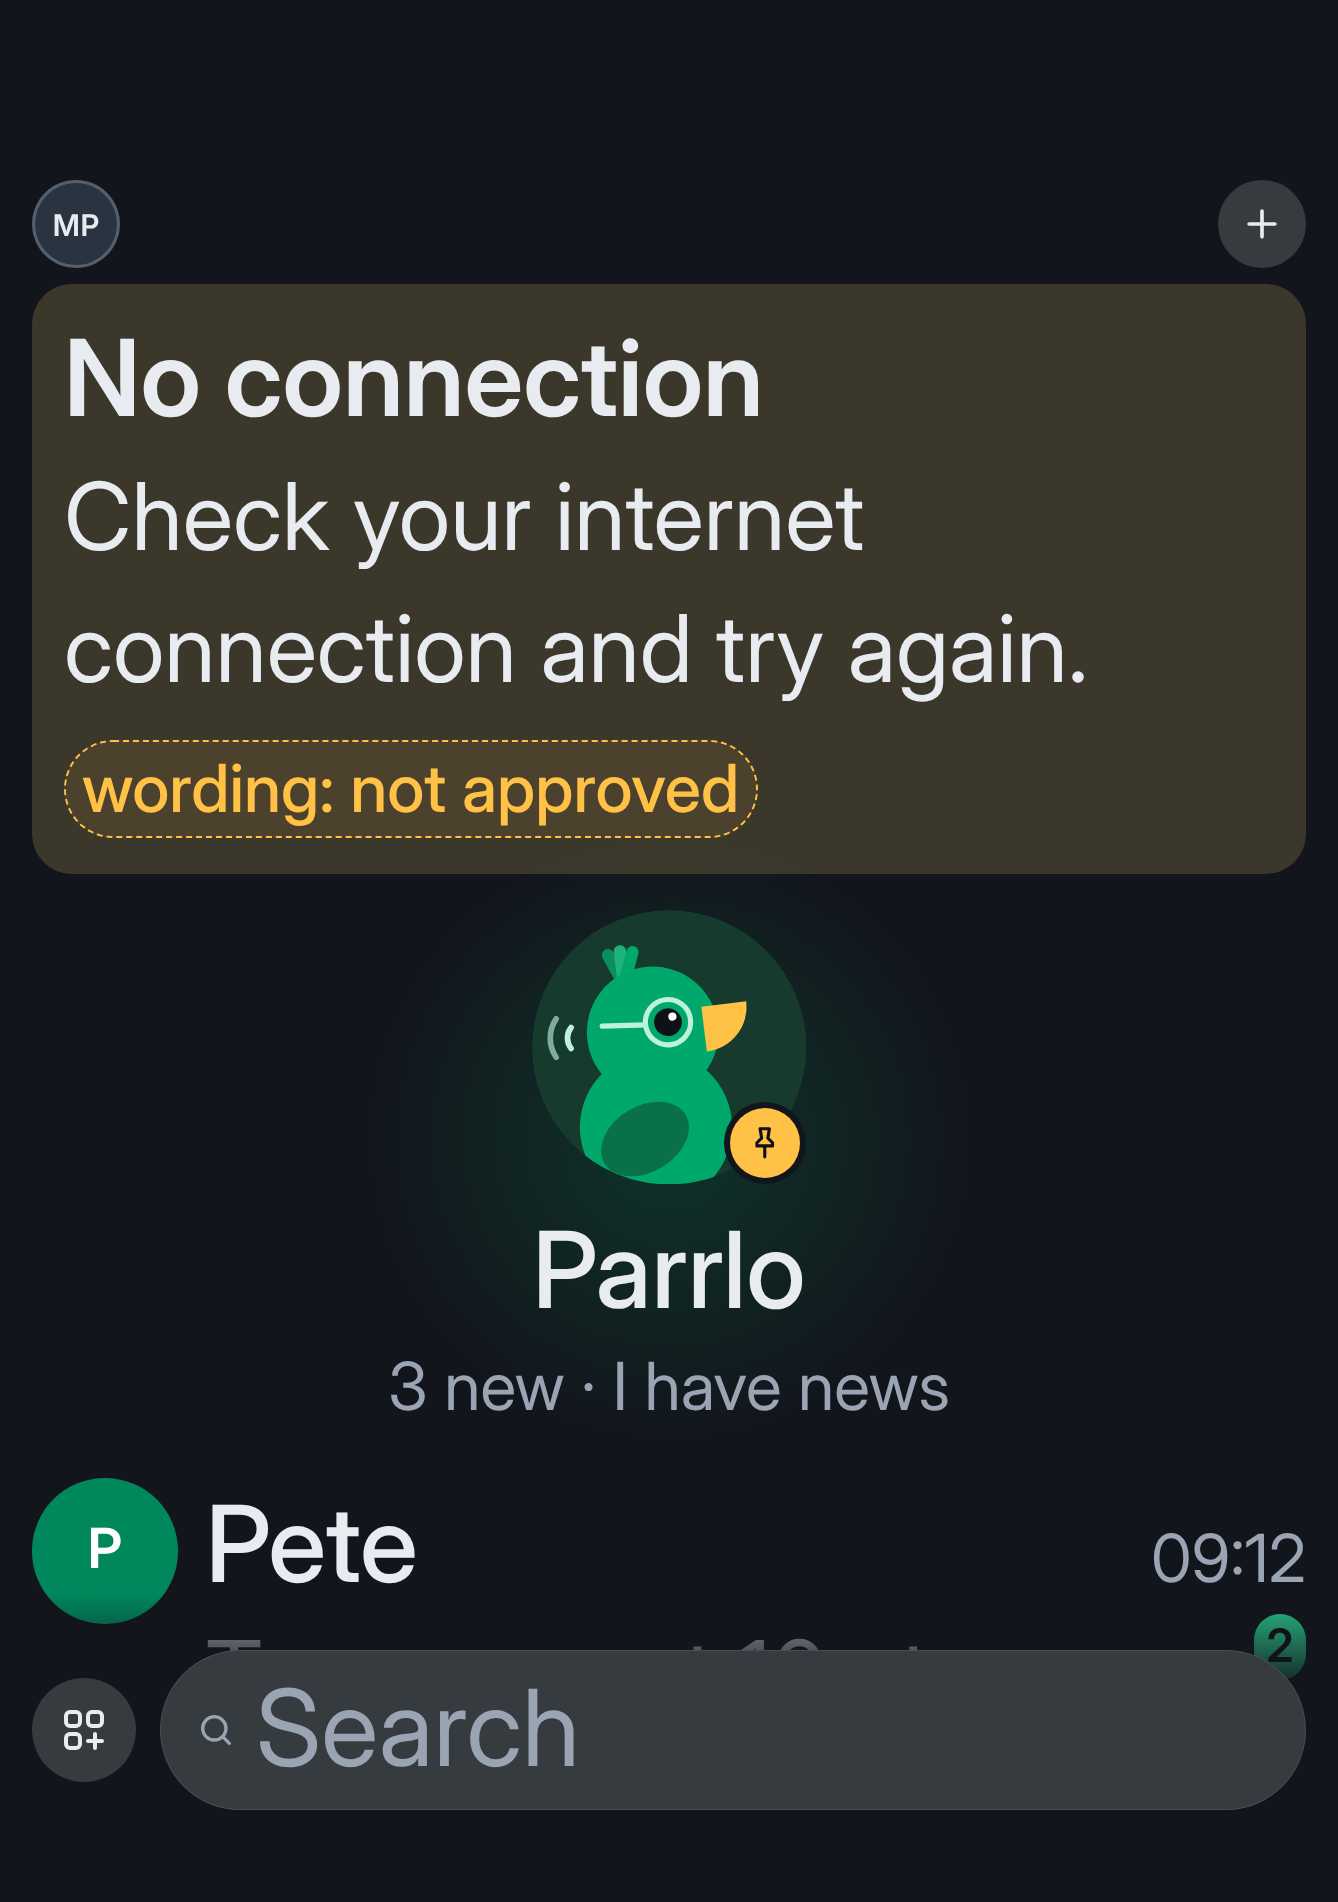 MP
No connection
Check your internet
connection and try again.
wording: not approved
Parrlo
3 new · I have news
P
Pete
09:12
2
Search